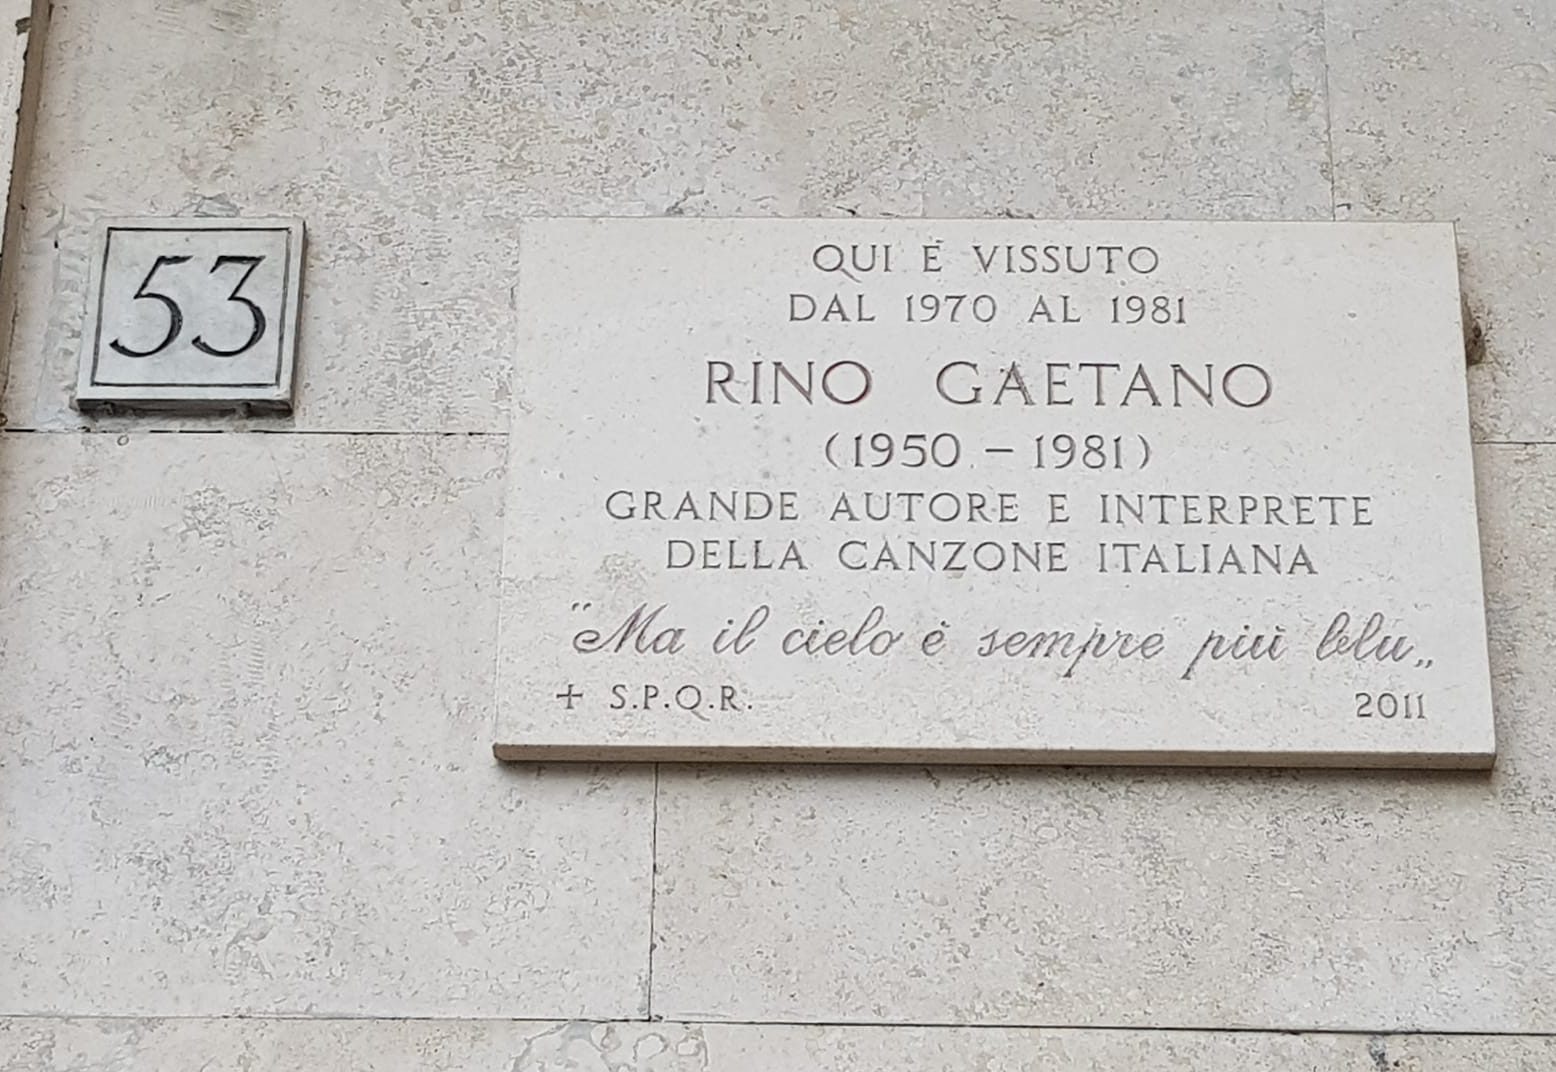 53
QUI È VISSUTO
DAL 1970 AL 1981
RINO GAETANO
(1950 – 1981)
GRANDE AUTORE E INTERPRETE
DELLA CANZONE ITALIANA
"Ma il cielo è sempre più blu„
+ S.P.Q.R. 2011